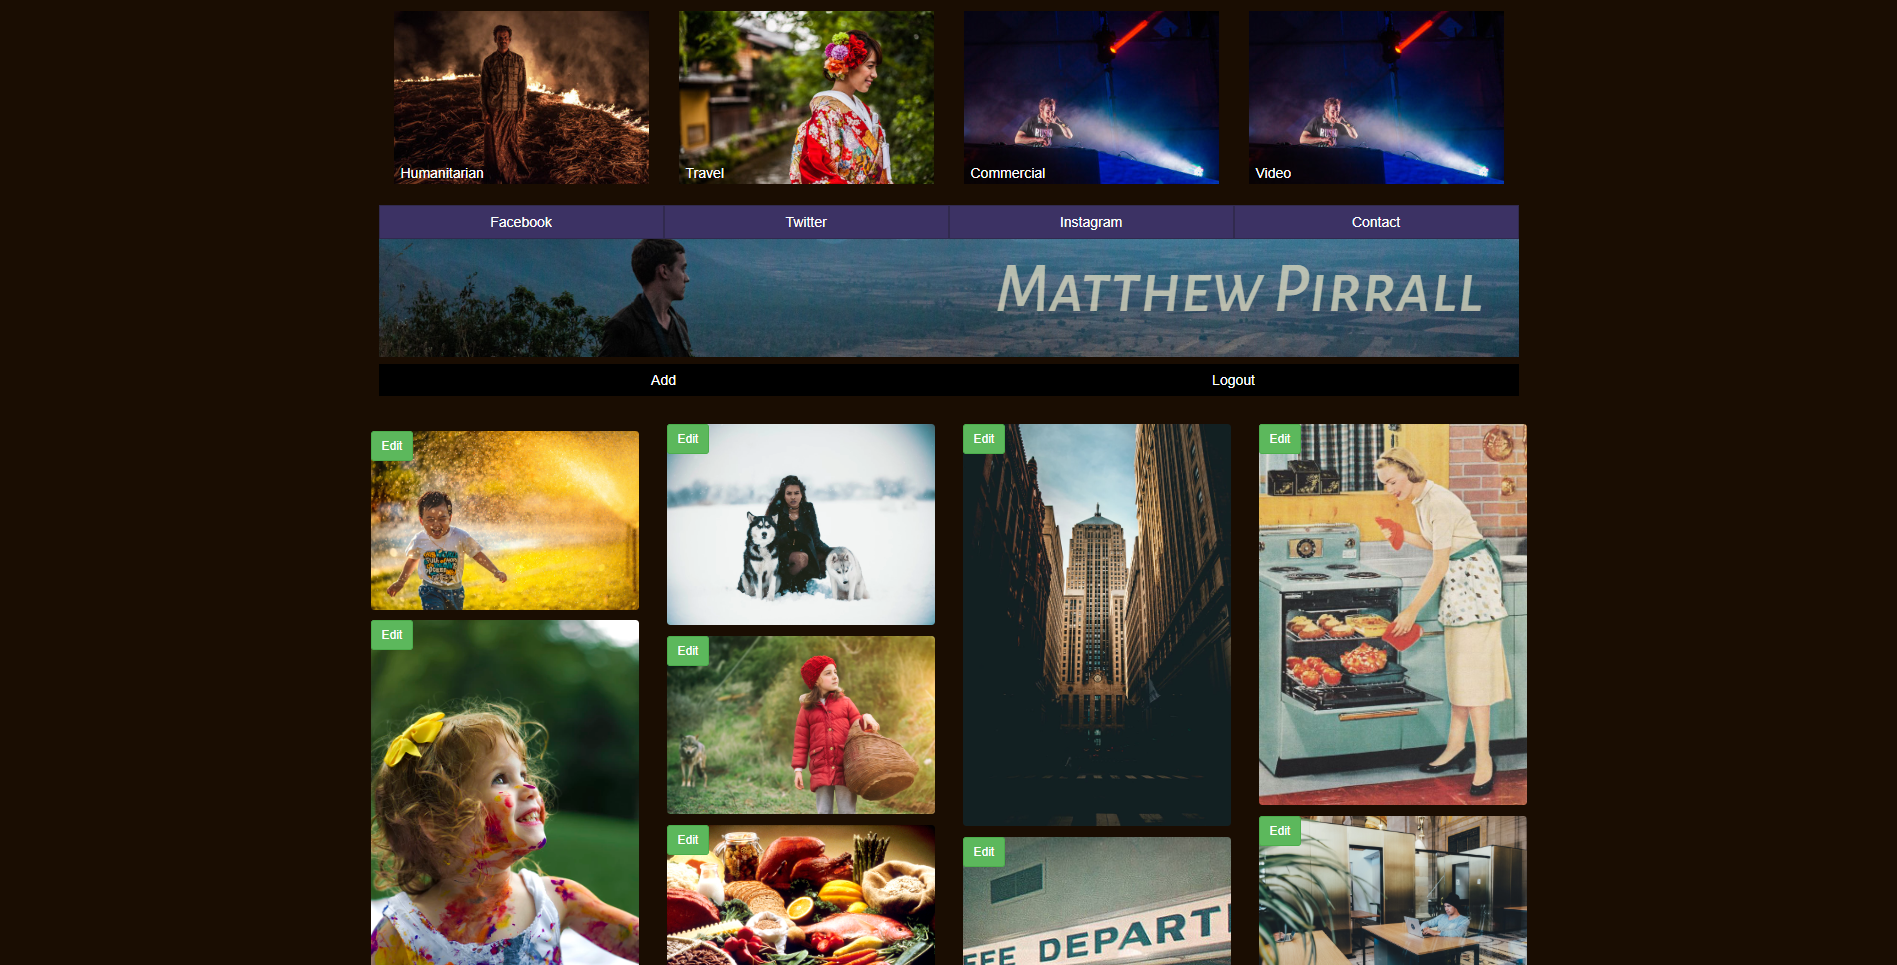 Humanitarian
Travel
Commercial
Video
Facebook
Twitter
Instagram
Contact
Matthew Pirrall
Add
Logout
Edit
Edit
Edit
Edit
Edit
Edit
Edit
Edit
Edit
DEPART